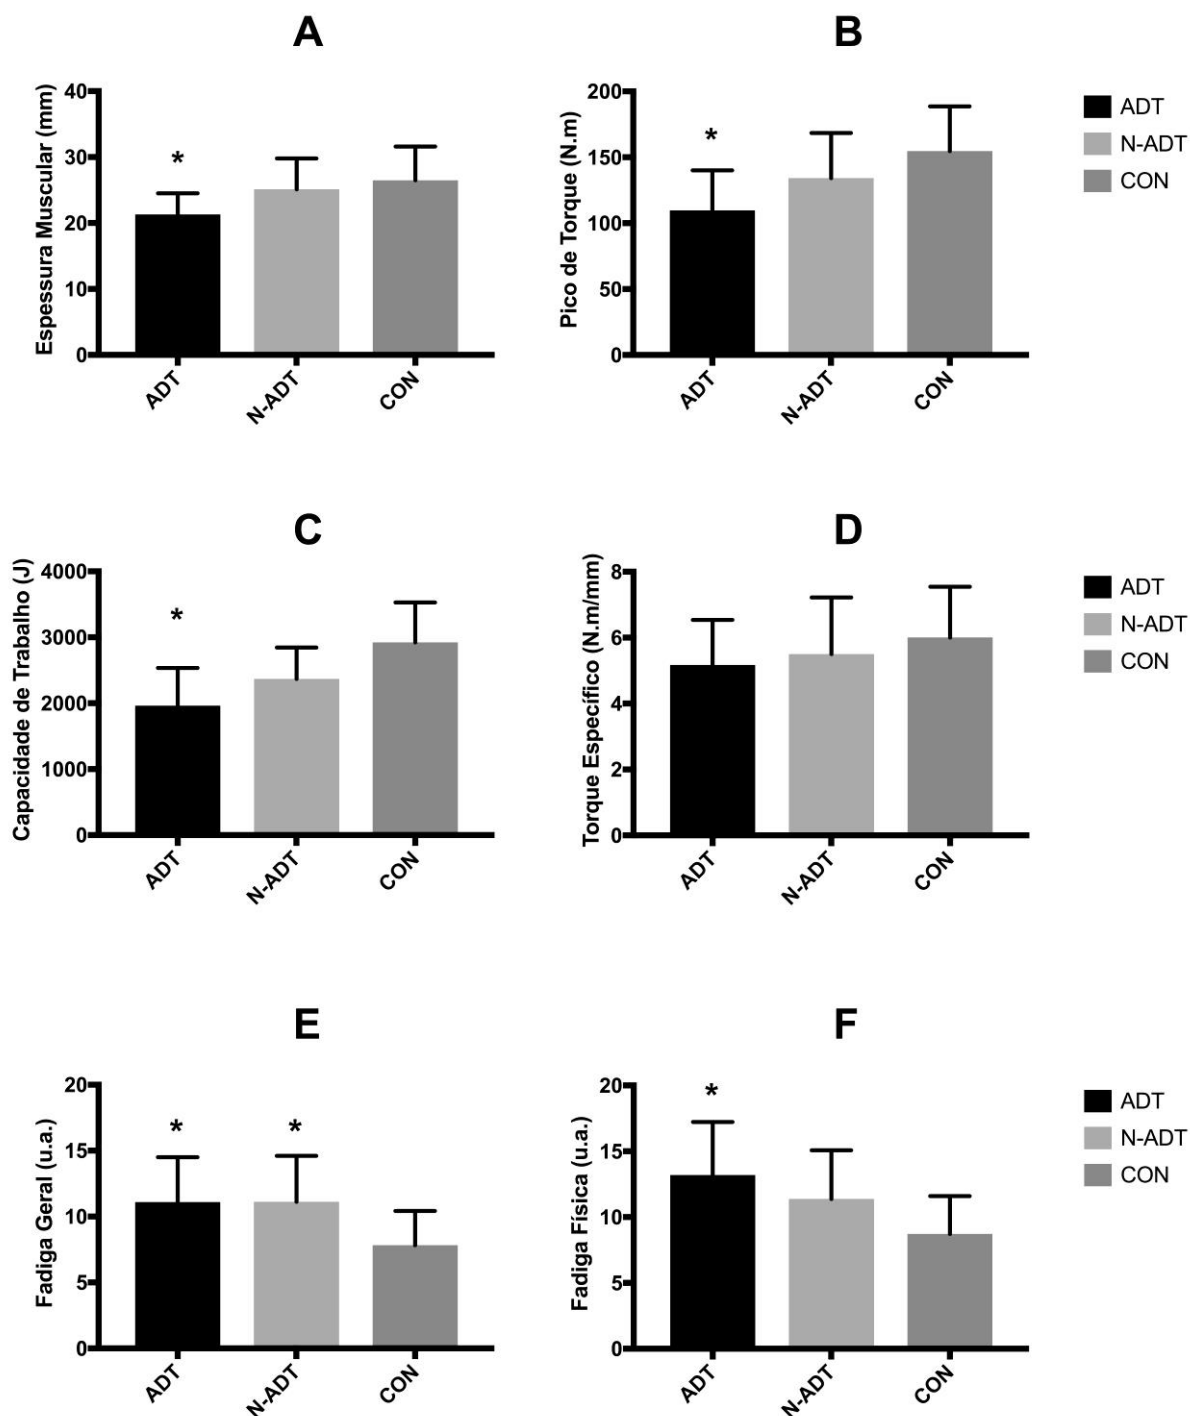 A
Espessura Muscular (mm)
40
30
20
10
0
*
ADT
N-ADT
CON
B
Pico de Torque (N.m)
200
150
100
50
0
*
ADT
N-ADT
CON
ADT
N-ADT
CON
C
Capacidade de Trabalho (J)
4000
3000
2000
1000
0
*
ADT
N-ADT
CON
D
Torque Específico (N.m/mm)
8
6
4
2
0
ADT
N-ADT
CON
ADT
N-ADT
CON
E
Fadiga Geral (u.a.)
20
15
10
5
0
*
*
ADT
N-ADT
CON
F
Fadiga Física (u.a.)
20
15
10
5
0
*
ADT
N-ADT
CON
ADT
N-ADT
CON